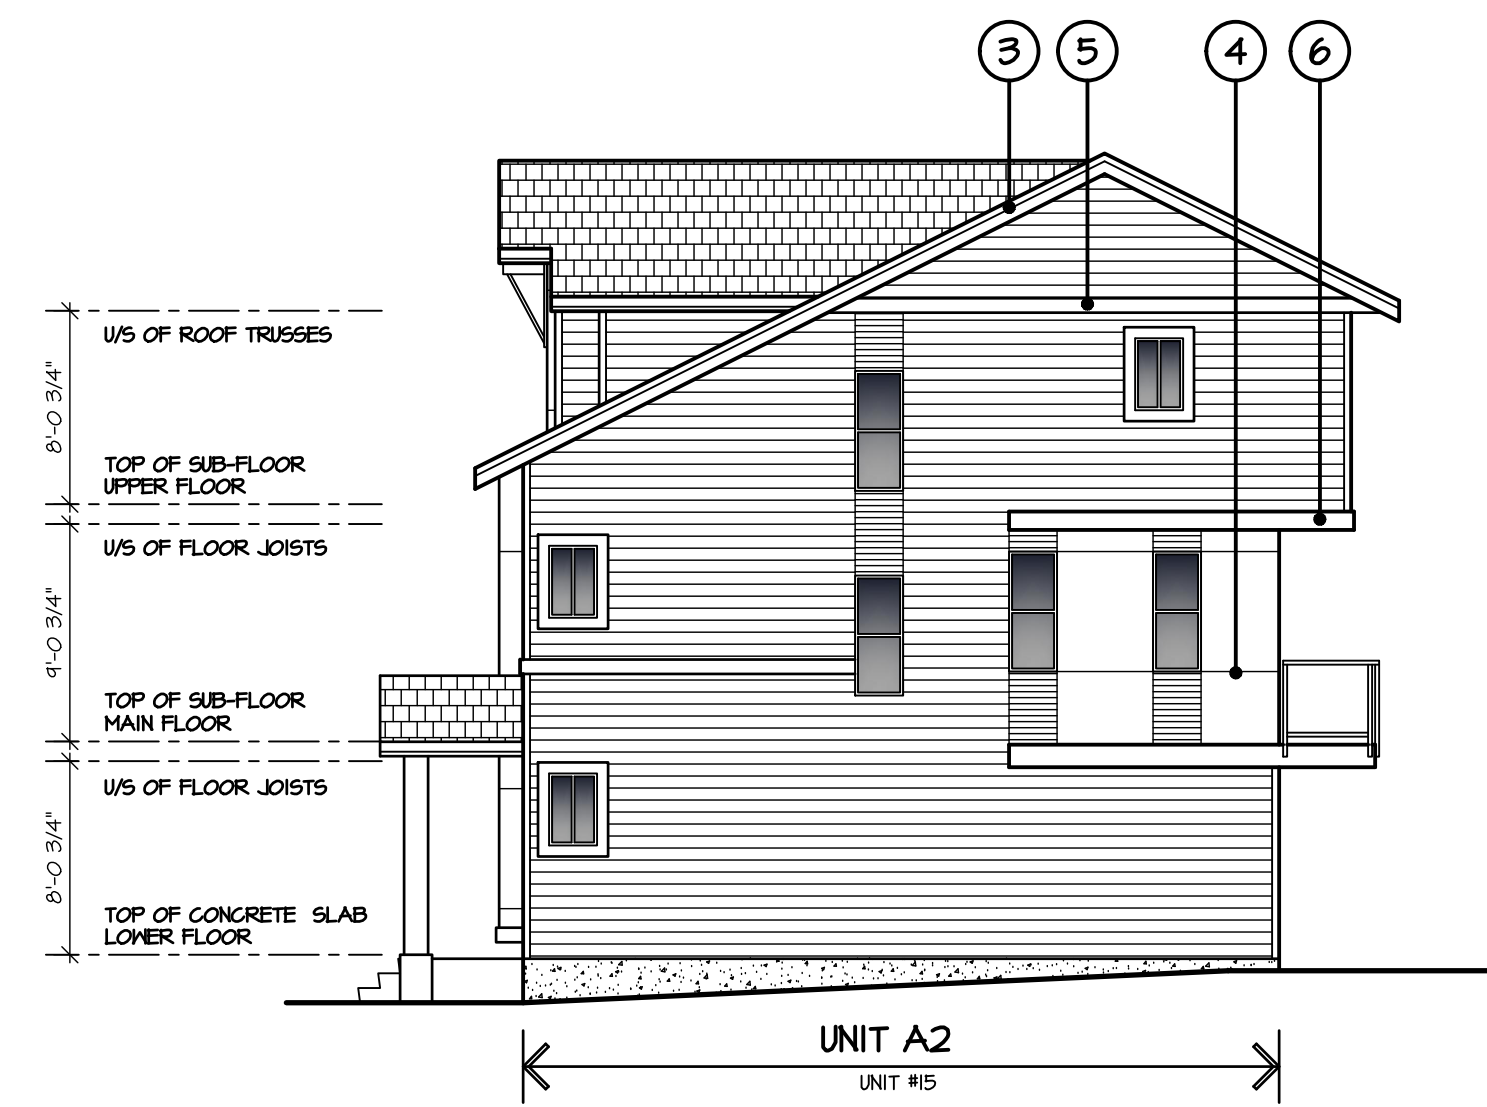 3 5 4 6
U/S OF ROOF TRUSSES
8'-0 3/4"
TOP OF SUB-FLOOR
UPPER FLOOR
U/S OF FLOOR JOISTS
9'-0 3/4"
TOP OF SUB-FLOOR
MAIN FLOOR
U/S OF FLOOR JOISTS
8'-0 3/4"
TOP OF CONCRETE SLAB
LOWER FLOOR
UNIT A2
UNIT #15